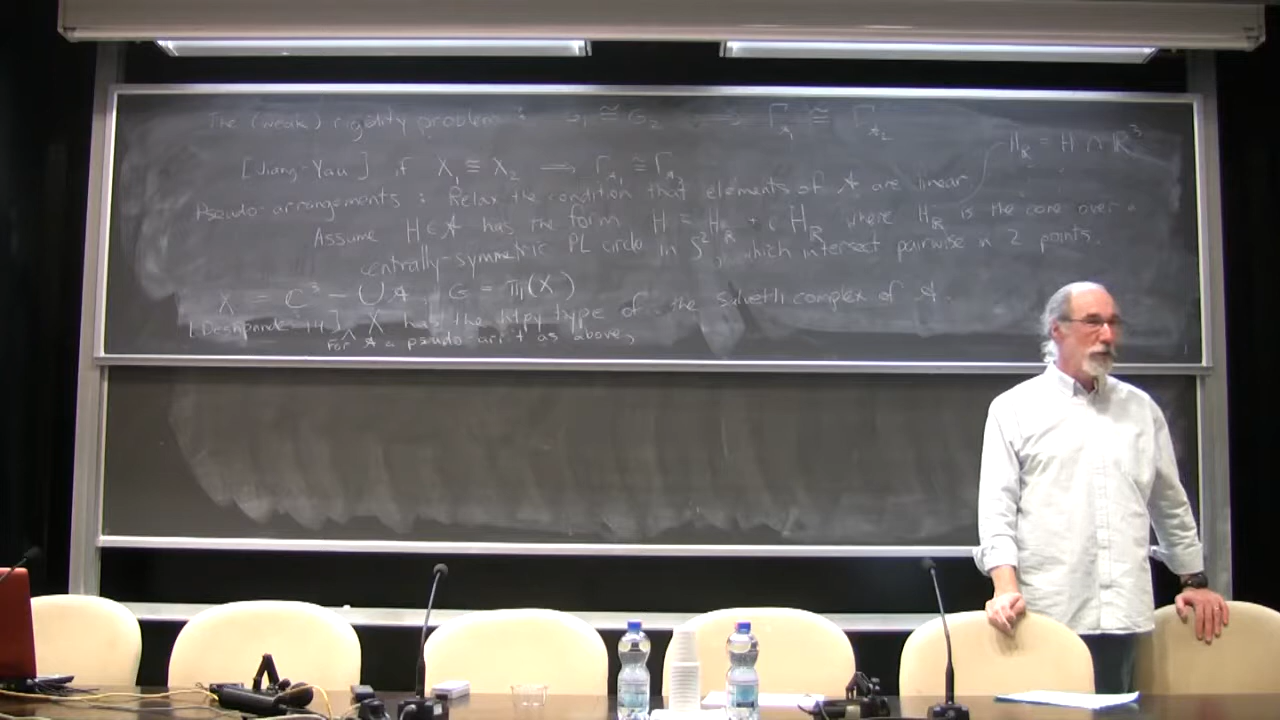 The (weak) rigidity problem : G₁ ≅ G₂ ⟹ Γ_𝒜₁ ≅ Γ_𝒜₂
[Jiang-Yau] if X₁ ≅ X₂ ⟹ Γ_𝒜₁ ≅ Γ_𝒜₂
H_ℝ = H ∩ ℝ³
Pseudo-arrangements : Relax the condition that elements of 𝒜 are linear
Assume H ∈ 𝒜 has the form H = H_ℝ + i H_ℝ where H_ℝ is the cone over a
centrally-symmetric PL circle in S², which intersect pairwise in 2 points.
X = ℂ³ − ⋃𝒜, G = π₁(X)
[Deshpande '14] X has the htpy type of the Salvetti complex of 𝒜.
For 𝒜 a pseudo-arr't as above,